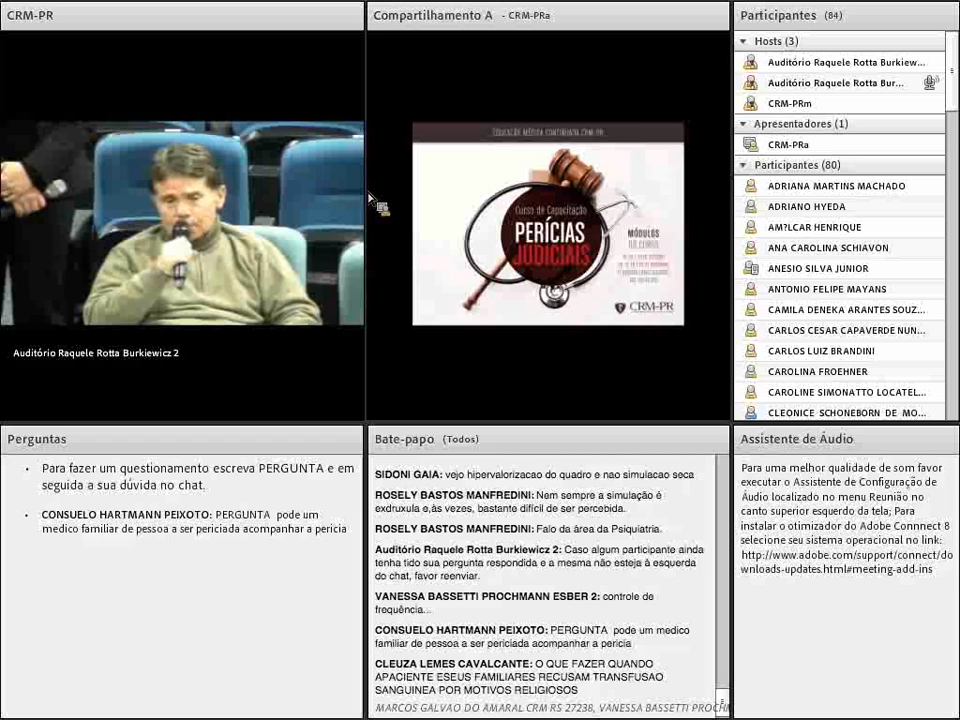 CRM-PR
Auditório Raquele Rotta Burkiewicz 2
Compartilhamento A - CRM-PRa
EDUCAÇÃO MÉDICA CONTINUADA CRM-PR
Curso de Capacitação
PERÍCIAS
JUDICIAIS
MÓDULOS
DO CURSO
CRM-PR
Participantes (84)
Hosts (3)
Auditório Raquele Rotta Burkiew...
Auditório Raquele Rotta Bur...
CRM-PRm
Apresentadores (1)
CRM-PRa
Participantes (80)
ADRIANA MARTINS MACHADO
ADRIANO HYEDA
AM?LCAR HENRIQUE
ANA CAROLINA SCHIAVON
ANESIO SILVA JUNIOR
ANTONIO FELIPE MAYANS
CAMILA DENEKA ARANTES SOUZ...
CARLOS CESAR CAPAVERDE NUN...
CARLOS LUIZ BRANDINI
CAROLINA FROEHNER
CAROLINE SIMONATTO LOCATEL...
CLEONICE SCHONEBORN DE MO...
Perguntas
• Para fazer um questionamento escreva PERGUNTA e em
seguida a sua dúvida no chat.
• CONSUELO HARTMANN PEIXOTO: PERGUNTA pode um
medico familiar de pessoa a ser periciada acompanhar a pericia
Bate-papo (Todos)
SIDONI GAIA: vejo hipervalorizacao do quadro e nao simulacao seca
ROSELY BASTOS MANFREDINI: Nem sempre a simulação é
exdruxula e,às vezes, bastante difícil de ser percebida.
ROSELY BASTOS MANFREDINI: Falo da área da Psiquiatria.
Auditório Raquele Rotta Burkiewicz 2: Caso algum participante ainda
tenha tido sua pergunta respondida e a mesma não esteja à esquerda
do chat, favor reenviar.
VANESSA BASSETTI PROCHMANN ESBER 2: controle de
frequência...
CONSUELO HARTMANN PEIXOTO: PERGUNTA pode um medico
familiar de pessoa a ser periciada acompanhar a pericia
CLEUZA LEMES CAVALCANTE: O QUE FAZER QUANDO
APACIENTE ESEUS FAMILIARES RECUSAM TRANSFUSAO
SANGUINEA POR MOTIVOS RELIGIOSOS
MARCOS GALVAO DO AMARAL CRM RS 27238, VANESSA BASSETTI PROCHM
Assistente de Áudio
Para uma melhor qualidade de som favor
executar o Assistente de Configuração de
Áudio localizado no menu Reunião no
canto superior esquerdo da tela; Para
instalar o otimizador do Adobe Connnect 8
selecione seu sistema operacional no link:
http://www.adobe.com/support/connect/do
wnloads-updates.html#meeting-add-ins